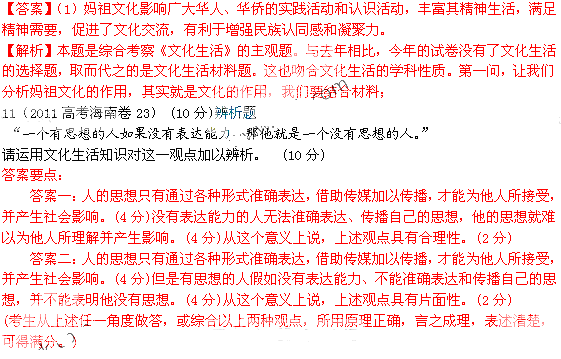 【答案】(1)妈祖文化影响广大华人、华侨的实践活动和认识活动，丰富其精神生活，满足
精神需要，促进了文化交流，有利于增强民族认同感和凝聚力。
【解析】本题是综合考察《文化生活》的主观题。与去年相比，今年的试卷没有了文化生活
的选择题，取而代之的是文化生活材料题。这也吻合文化生活的学科性质。第一问，让我们
分析妈祖文化的作用，其实就是文化的作用，我们要结合材料；
11（2011高考海南卷23）(10分)辨析题
“一个有思想的人如果没有表达能力，那他就是一个没有思想的人。”
请运用文化生活知识对这一观点加以辨析。 (10分)
答案要点：
答案一：人的思想只有通过各种形式准确表达，借助传媒加以传播，才能为他人所接受，
并产生社会影响。(4分)没有表达能力的人无法准确表达、传播自己的思想，他的思想就难
以为他人所理解并产生影响。(4分)从这个意义上说，上述观点具有合理性。(2分)
答案二：人的思想只有通过各种形式准确表达，借助传媒加以传播，才能为他人所接受，
并产生社会影响。(4分)但是有思想的人假如没有表达能力、不能准确表达和传播自己的思
想，并不能表明他没有思想。(4分)从这个意义上说，上述观点具有片面性。(2分)
(考生从上述任一角度做答，或综合以上两种观点，所用原理正确，言之成理，表述清楚，
可得满分。)